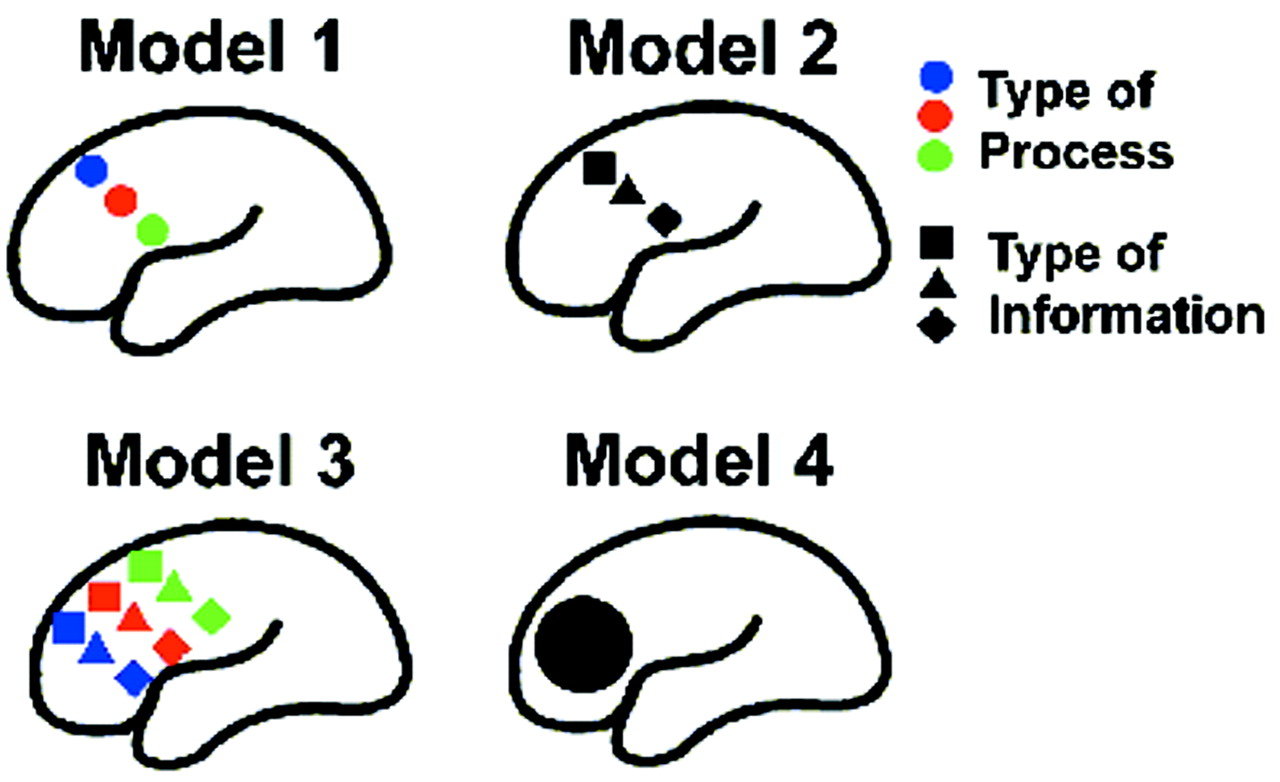 Model 1
Model 2
Type of
Process
Type of
Information
Model 3
Model 4